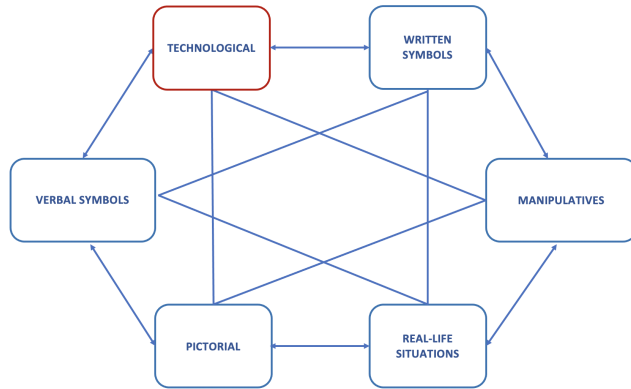 TECHNOLOGICAL
WRITTEN
SYMBOLS
VERBAL SYMBOLS
MANIPULATIVES
PICTORIAL
REAL-LIFE
SITUATIONS